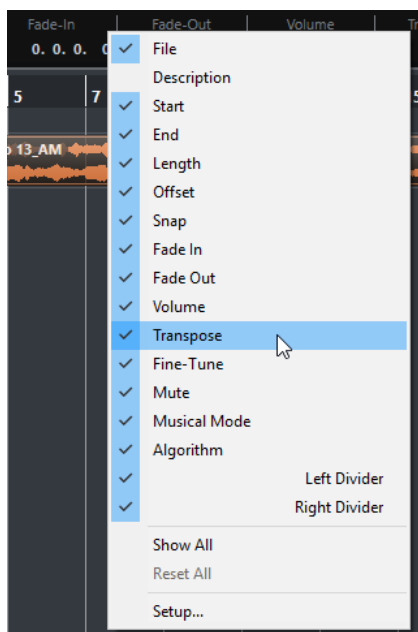 Fade-In Fade-Out Volume
0. 0. 0.
File
Description
5 7 Start
End
13_AM Length
Offset
Snap
Fade In
Fade Out
Volume
Transpose
Fine-Tune
Mute
Musical Mode
Algorithm
Left Divider
Right Divider
Show All
Reset All
Setup...